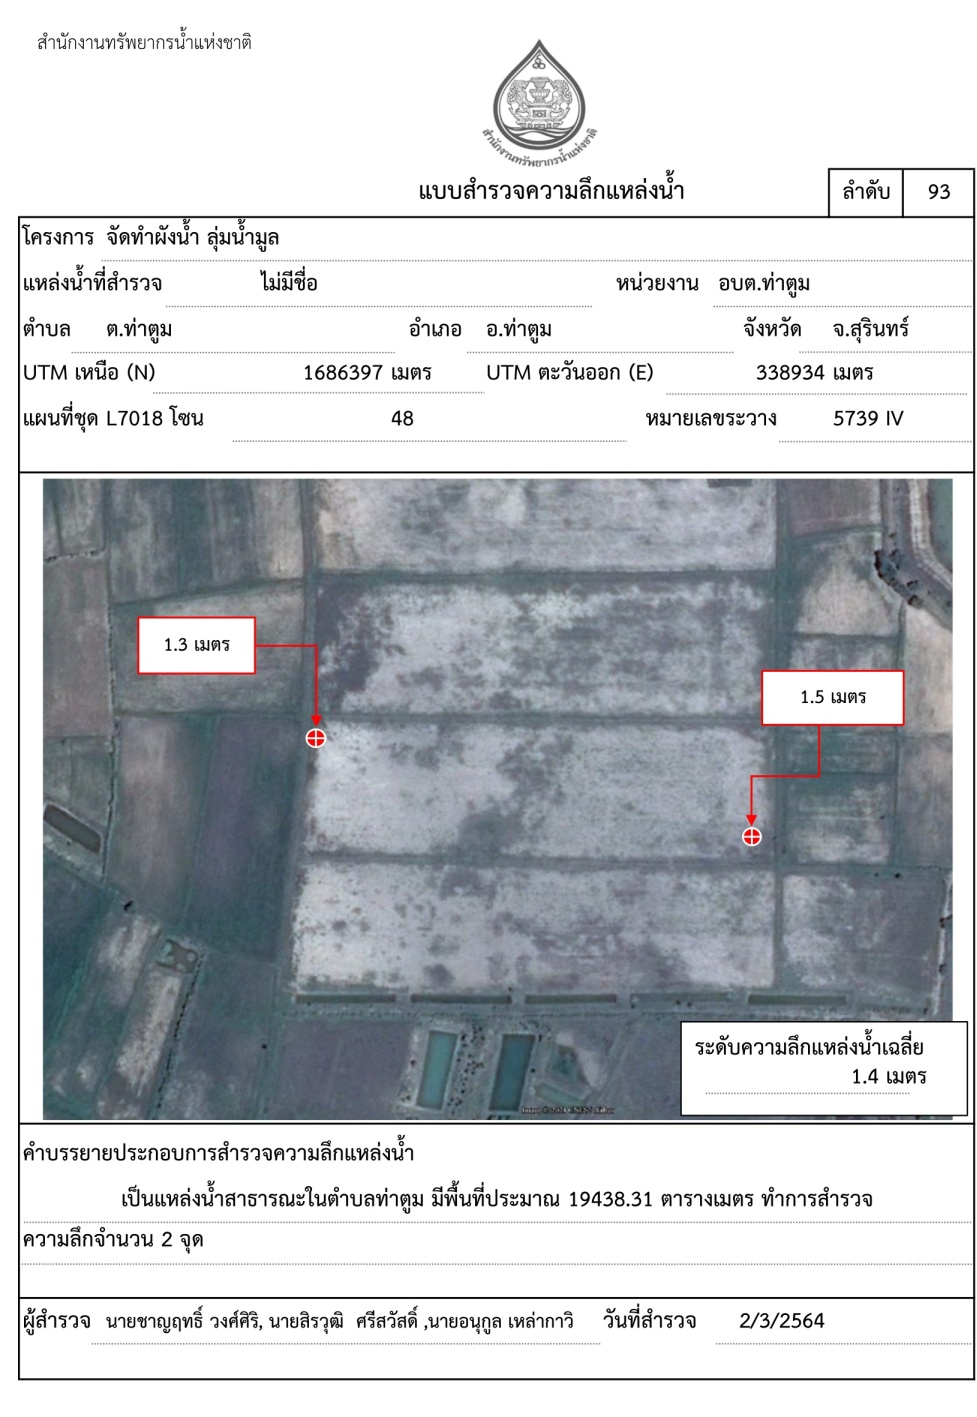 สำนักงานทรัพยากรน้ำแห่งชาติ
สำนักงานทรัพยากรน้ำแห่งชาติ
แบบสำรวจความลึกแหล่งน้ำ ลำดับ 93
โครงการ จัดทำผังน้ำ ลุ่มน้ำมูล
แหล่งน้ำที่สำรวจ ไม่มีชื่อ หน่วยงาน อบต.ท่าตูม
ตำบล ต.ท่าตูม อำเภอ อ.ท่าตูม จังหวัด จ.สุรินทร์
UTM เหนือ (N) 1686397 เมตร UTM ตะวันออก (E) 338934 เมตร
แผนที่ชุด L7018 โซน 48 หมายเลขระวาง 5739 IV
1.3 เมตร
1.5 เมตร
ระดับความลึกแหล่งน้ำเฉลี่ย
1.4 เมตร
คำบรรยายประกอบการสำรวจความลึกแหล่งน้ำ
เป็นแหล่งน้ำสาธารณะในตำบลท่าตูม มีพื้นที่ประมาณ 19438.31 ตารางเมตร ทำการสำรวจ
ความลึกจำนวน 2 จุด
ผู้สำรวจ นายชาญฤทธิ์ วงศ์ศิริ, นายสิรวุฒิ ศรีสวัสดิ์ ,นายอนุกูล เหล่ากาวิ วันที่สำรวจ 2/3/2564